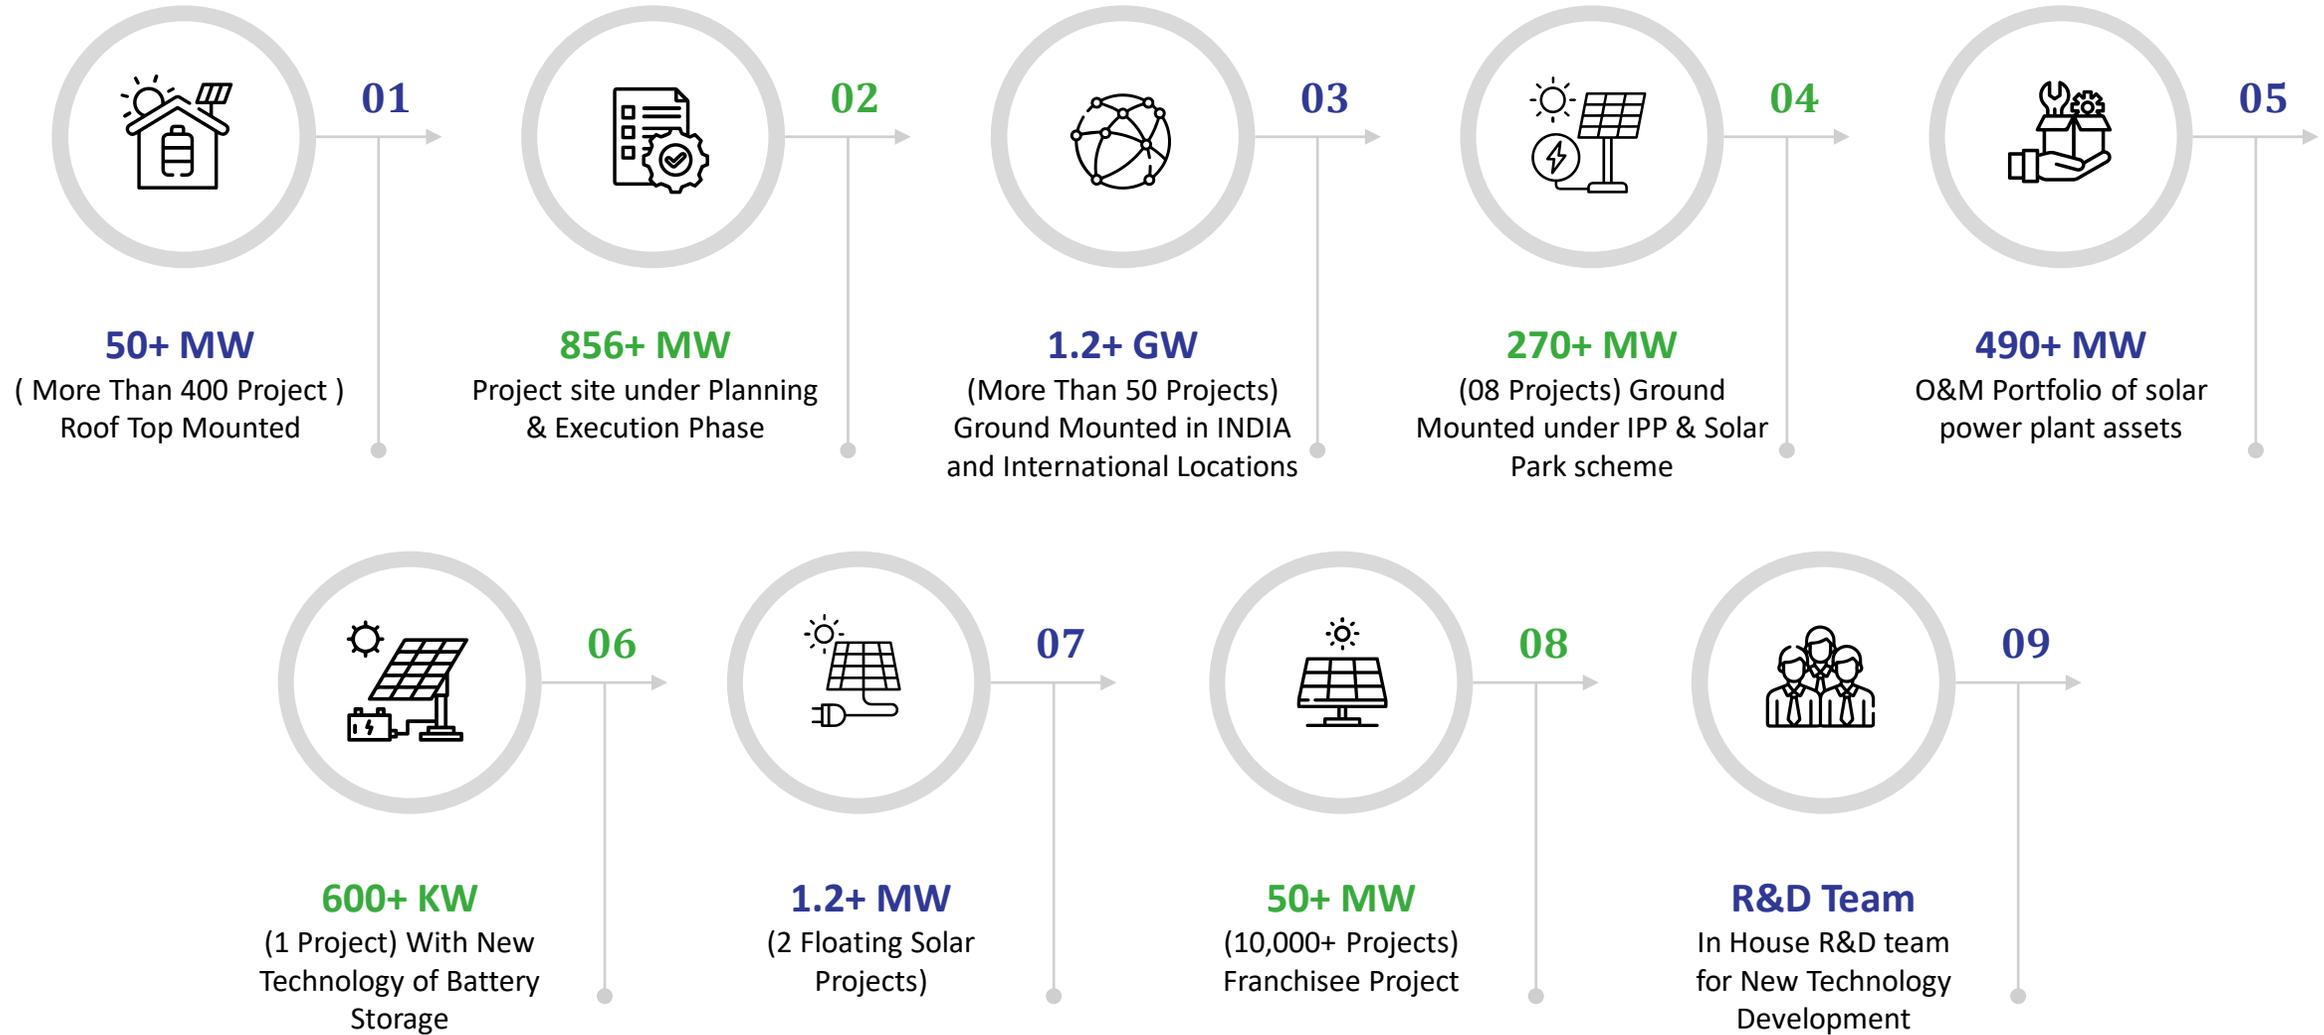 01
50+ MW
( More Than 400 Project )
Roof Top Mounted
02
856+ MW
Project site under Planning
& Execution Phase
03
1.2+ GW
(More Than 50 Projects)
Ground Mounted in INDIA
and International Locations
04
270+ MW
(08 Projects) Ground
Mounted under IPP & Solar
Park scheme
05
490+ MW
O&M Portfolio of solar
power plant assets
06
600+ KW
(1 Project) With New
Technology of Battery
Storage
07
1.2+ MW
(2 Floating Solar
Projects)
08
50+ MW
(10,000+ Projects)
Franchisee Project
09
R&D Team
In House R&D team
for New Technology
Development